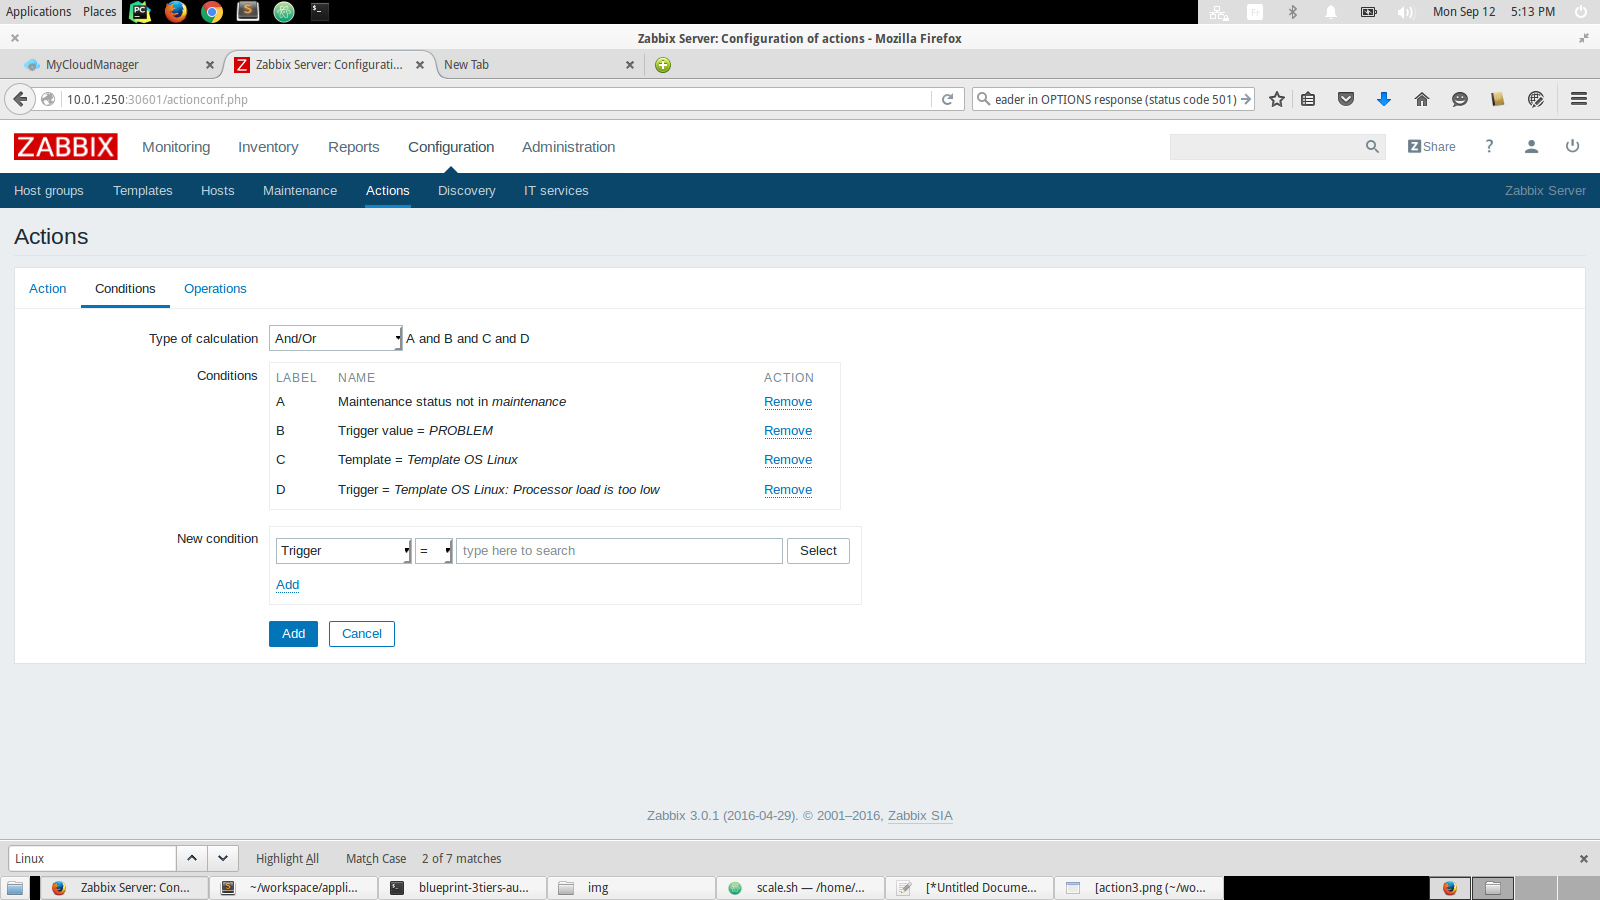 Applications Places Mon Sep 12 5:13 PM
Zabbix Server: Configuration of actions - Mozilla Firefox
MyCloudManager Zabbix Server: Configurati... New Tab
10.0.1.250:30601/actionconf.php eader in OPTIONS response (status code 501)
ZABBIX Monitoring Inventory Reports Configuration Administration Z Share ?
Host groups Templates Hosts Maintenance Actions Discovery IT services Zabbix Server
Actions
Action Conditions Operations
Type of calculation And/Or A and B and C and D
Conditions LABEL NAME ACTION
A Maintenance status not in maintenance Remove
B Trigger value = PROBLEM Remove
C Template = Template OS Linux Remove
D Trigger = Template OS Linux: Processor load is too low Remove
New condition
Trigger = type here to search Select
Add
Add Cancel
Zabbix 3.0.1 (2016-04-29). © 2001–2016, Zabbix SIA
Linux Highlight All Match Case 2 of 7 matches
Zabbix Server: Con... ~/workspace/appli... blueprint-3tiers-au... img scale.sh — /home/... [*Untitled Docume... [action3.png (~/wo...